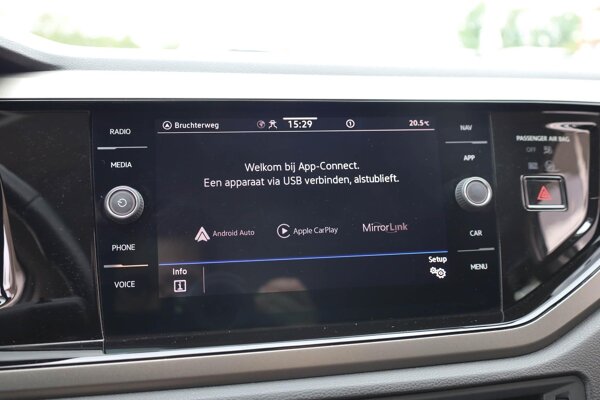 RADIO
MEDIA
PHONE
VOICE
Bruchterweg
15:29
20.5°C
Welkom bij App-Connect.
Een apparaat via USB verbinden, alstublieft.
Android Auto
Apple CarPlay
MirrorLink
Info
Setup
NAV
APP
CAR
MENU
PASSENGER AIR BAG
OFF